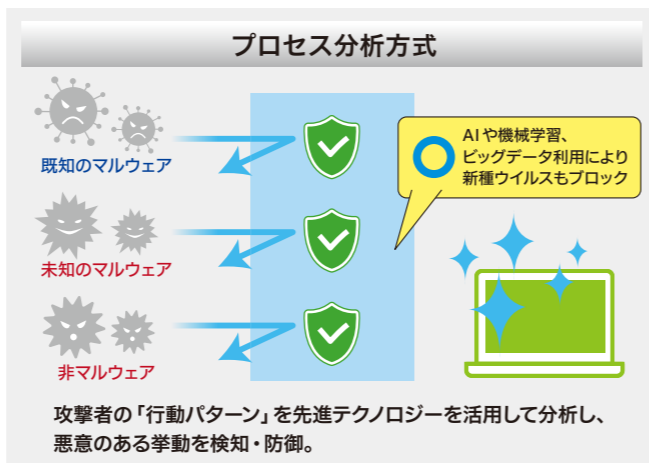 プロセス分析方式
既知のマルウェア
AIや機械学習、
ビッグデータ利用により
新種ウイルスもブロック
未知のマルウェア
非マルウェア
攻撃者の「行動パターン」を先進テクノロジーを活用して分析し、
悪意のある挙動を検知・防御。